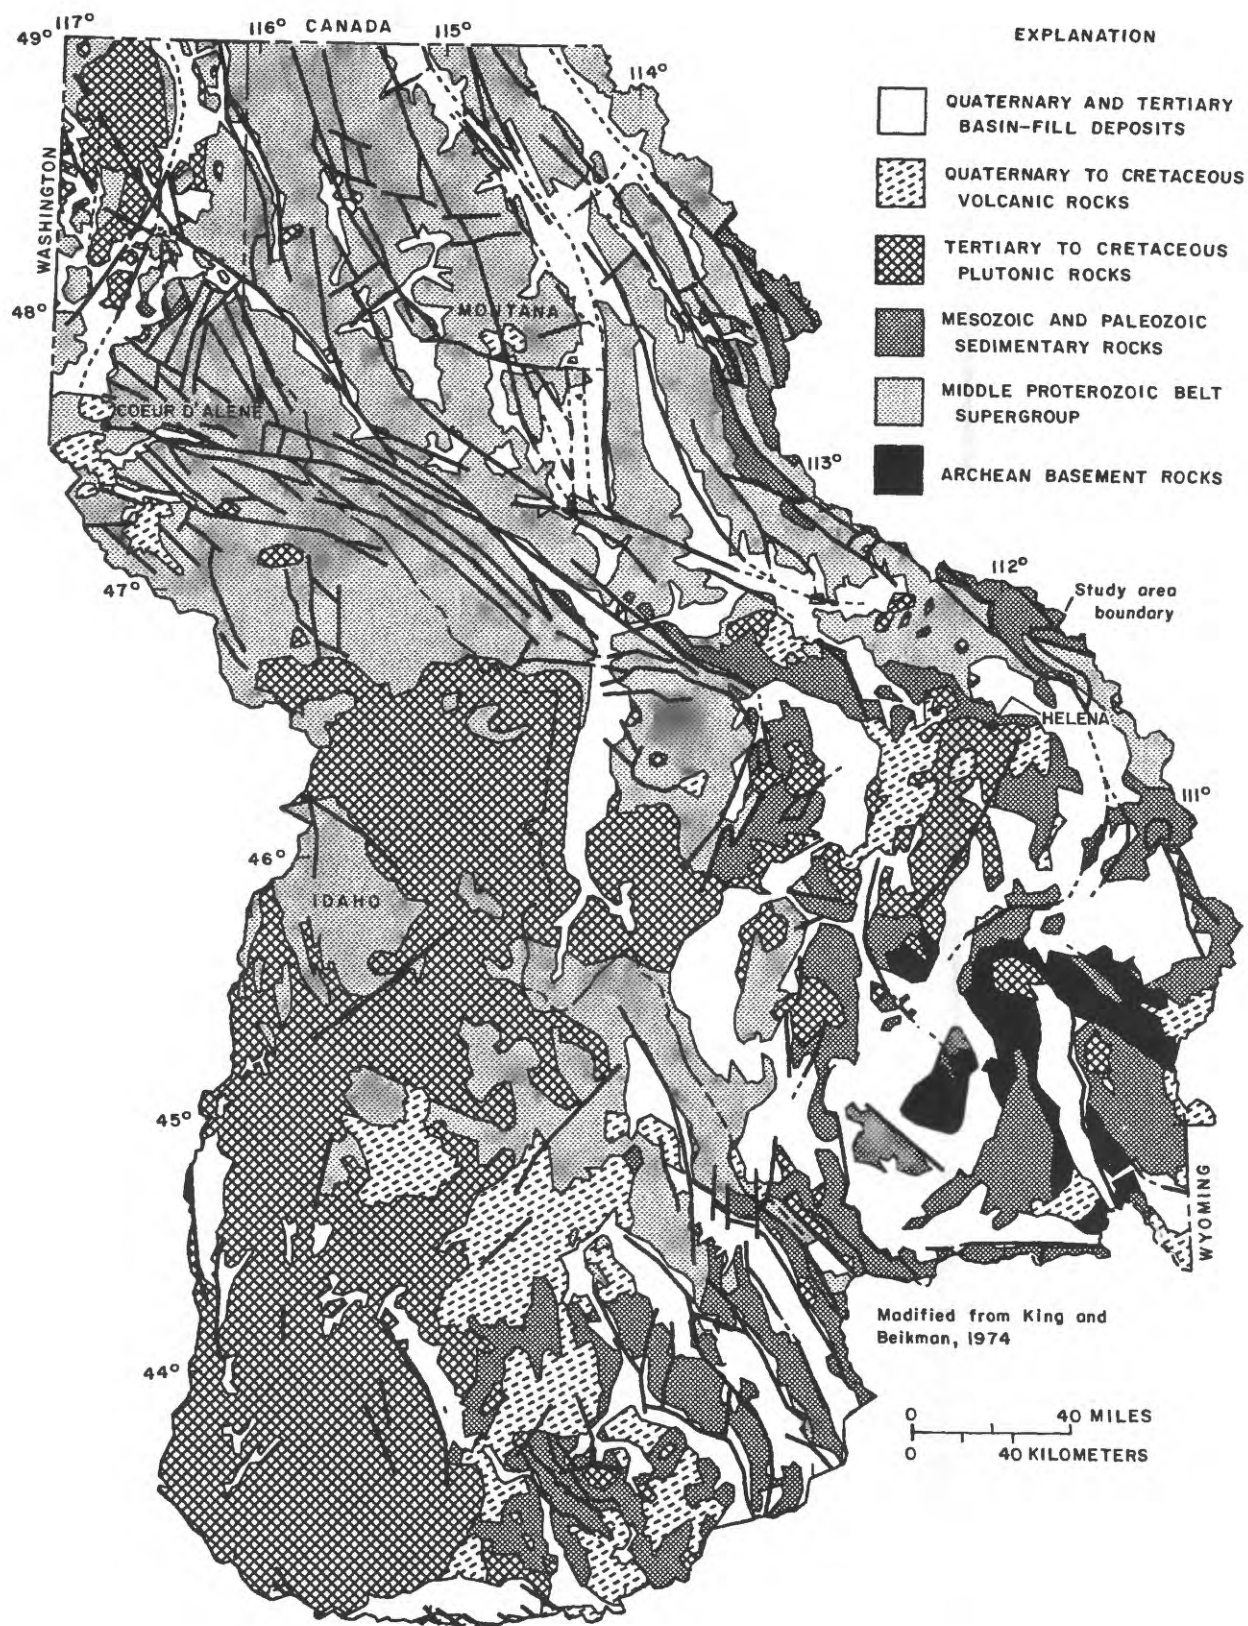 117°
116° CANADA 115°
49°
114°
WASHINGTON
48°
MONTANA
COEUR D'ALENE
113°
47°
112°
Study area
boundary
HELENA
111°
46°
IDAHO
45°
WYOMING
44°
EXPLANATION
QUATERNARY AND TERTIARY
BASIN-FILL DEPOSITS
QUATERNARY TO CRETACEOUS
VOLCANIC ROCKS
TERTIARY TO CRETACEOUS
PLUTONIC ROCKS
MESOZOIC AND PALEOZOIC
SEDIMENTARY ROCKS
MIDDLE PROTEROZOIC BELT
SUPERGROUP
ARCHEAN BASEMENT ROCKS
Modified from King and
Beikman, 1974
0 40 MILES
0 40 KILOMETERS